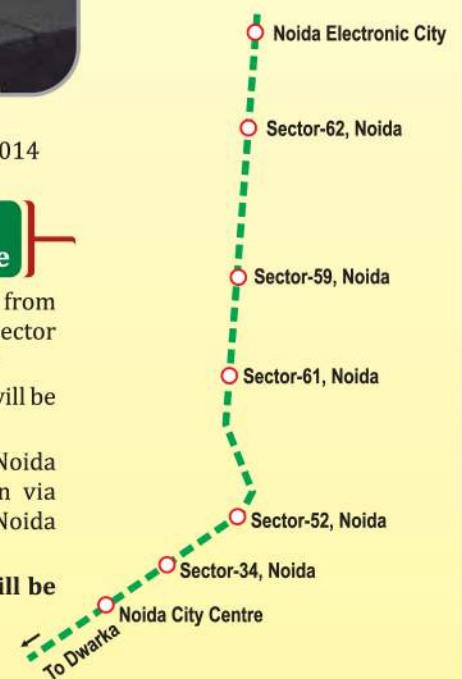 014
e
from
ector
vill be
Noida
n via
Noida
ill be
Noida Electronic City
Sector-62, Noida
Sector-59, Noida
Sector-61, Noida
Sector-52, Noida
Sector-34, Noida
Noida City Centre
To Dwarka